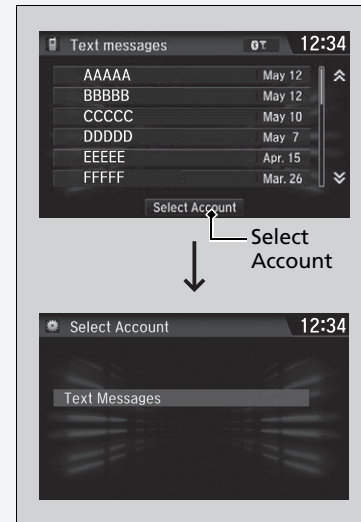 Text messages 12:34
AAAAA May 12
BBBBB May 12
CCCCC May 10
DDDDD May 7
EEEEE Apr. 15
FFFFF Mar. 26
Select Account
Select
Account
Select Account 12:34
Text Messages